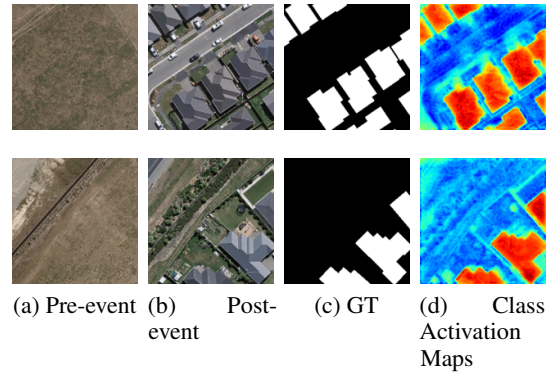 (a) Pre-event
(b) Post-
event
(c) GT
(d) Class
Activation
Maps